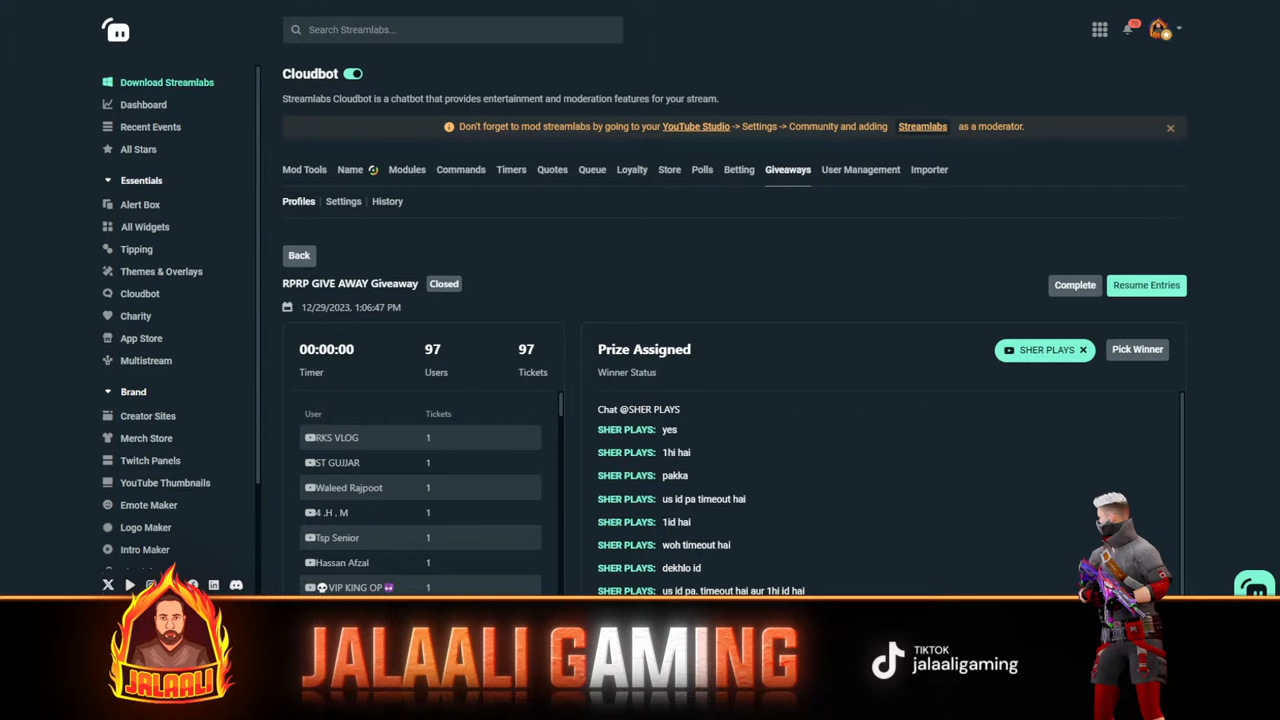 Search Streamlabs...
70
Download Streamlabs
Dashboard
Recent Events
All Stars
Essentials
Alert Box
All Widgets
Tipping
Themes & Overlays
Cloudbot
Charity
App Store
Multistream
Brand
Creator Sites
Merch Store
Twitch Panels
YouTube Thumbnails
Emote Maker
Logo Maker
Intro Maker
Cloudbot
Streamlabs Cloudbot is a chatbot that provides entertainment and moderation features for your stream.
Don't forget to mod streamlabs by going to your YouTube Studio -> Settings -> Community and adding Streamlabs as a moderator.
Mod Tools Name Modules Commands Timers Quotes Queue Loyalty Store Polls Betting Giveaways User Management Importer
Profiles | Settings | History
Back
RPRP GIVE AWAY Giveaway Closed
Complete Resume Entries
12/29/2023, 1:06:47 PM
00:00:00 97 97
Timer Users Tickets
User Tickets
RKS VLOG 1
ST GUJJAR 1
Waleed Rajpoot 1
4 .H . M 1
Tsp Senior 1
Hassan Afzal 1
💀VIP KING OP😈 1
Prize Assigned
SHER PLAYS × Pick Winner
Winner Status
Chat @SHER PLAYS
SHER PLAYS: yes
SHER PLAYS: 1hi hai
SHER PLAYS: pakka
SHER PLAYS: us id pa timeout hai
SHER PLAYS: 1id hai
SHER PLAYS: woh timeout hai
SHER PLAYS: dekhlo id
SHER PLAYS: us id pa. timeout hai aur 1hi id hai
JALAALI
JALAALI GAMING
TIKTOK
jalaaligaming